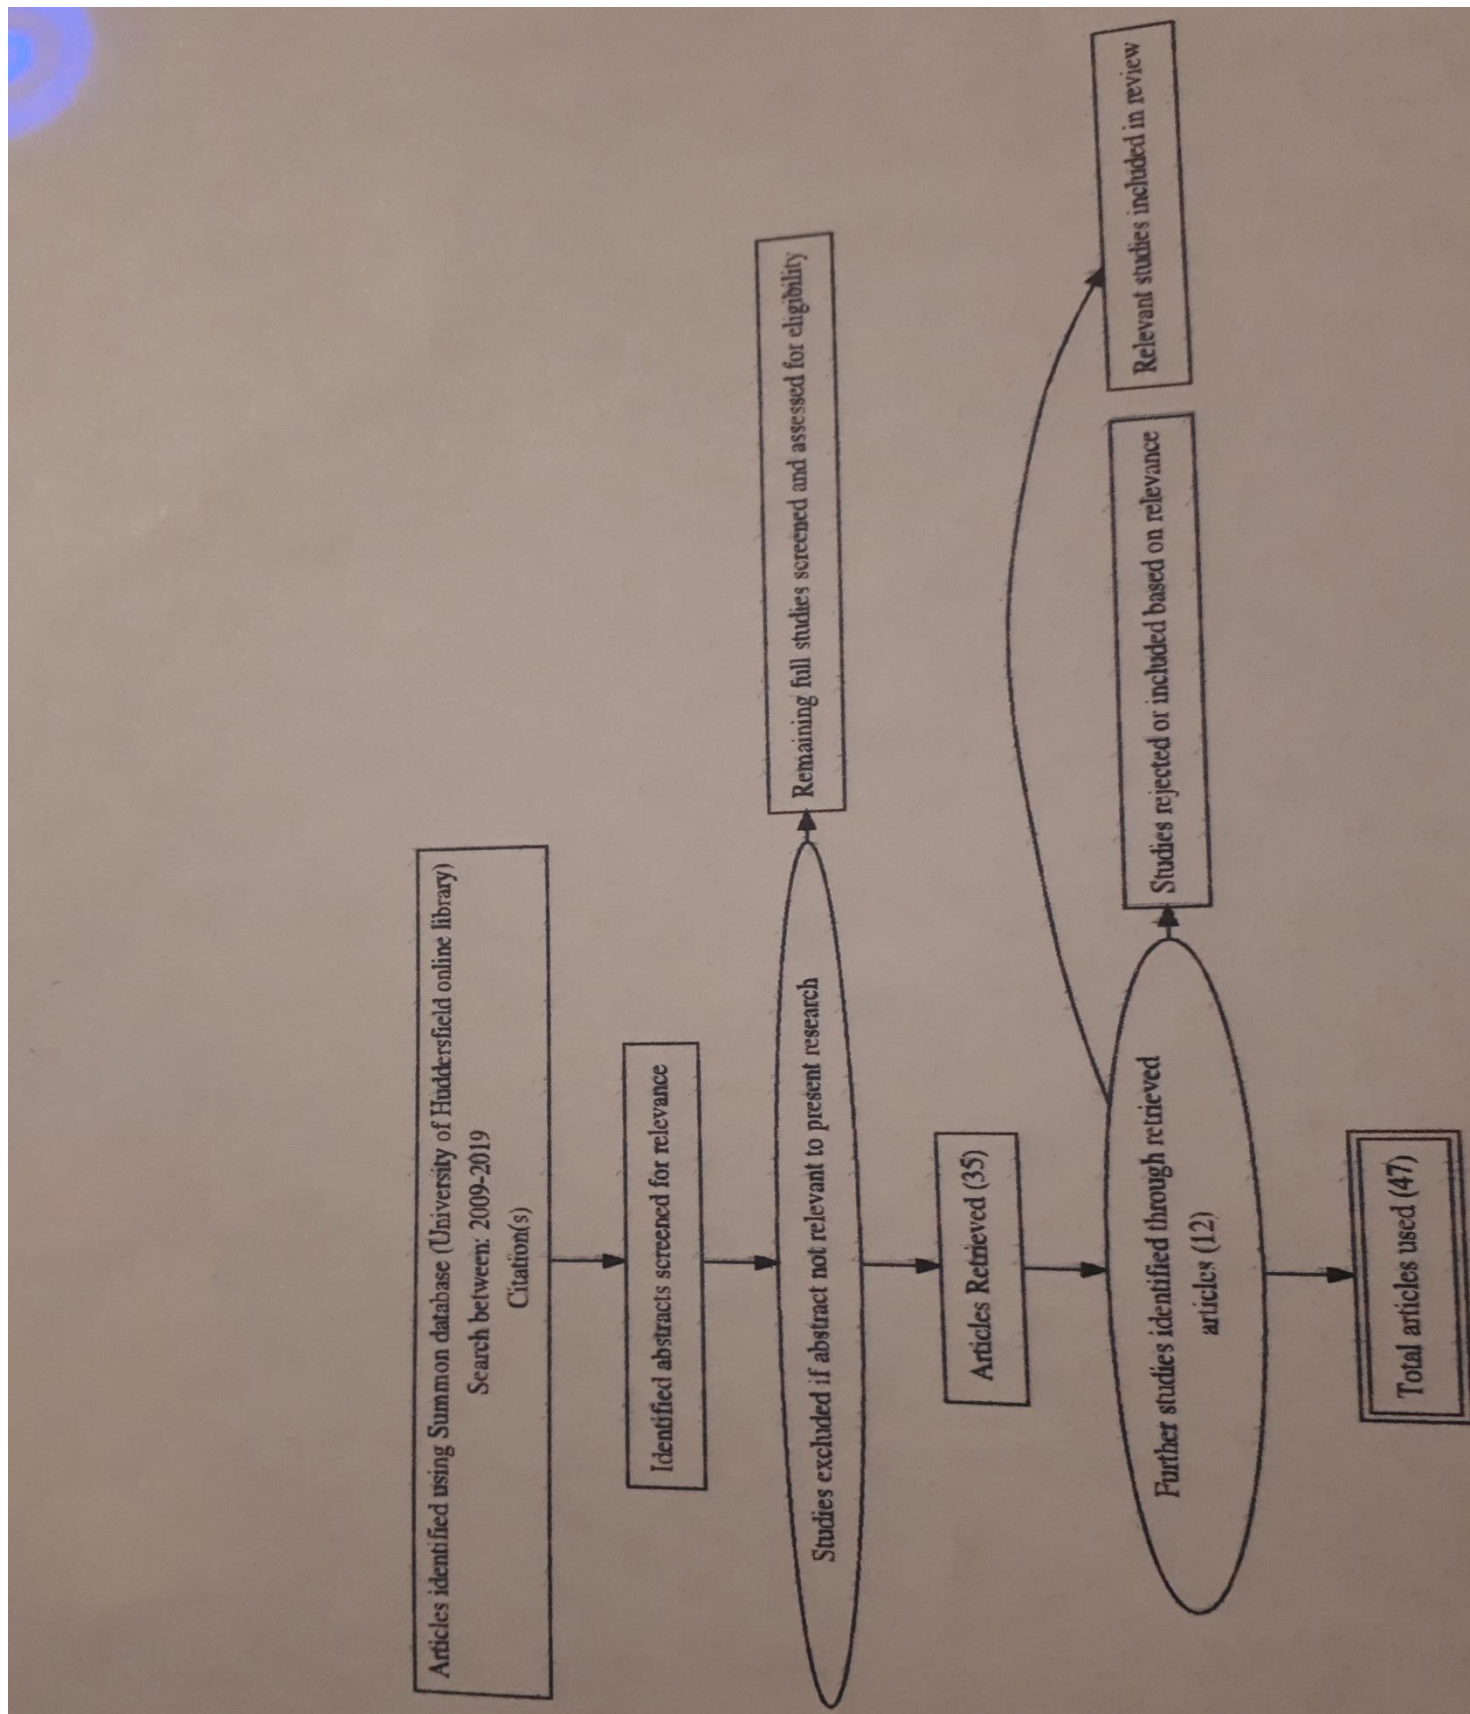 Articles identified using Summon database (University of Huddersfield online library)
Search between: 2009-2019
Citation(s)
Identified abstracts screened for relevance
Studies excluded if abstract not relevant to present research
Remaining full studies screened and assessed for eligibility
Articles Retrieved (35)
Further studies identified through retrieved
articles (12)
Studies rejected or included based on relevance
Relevant studies included in review
Total articles used (47)